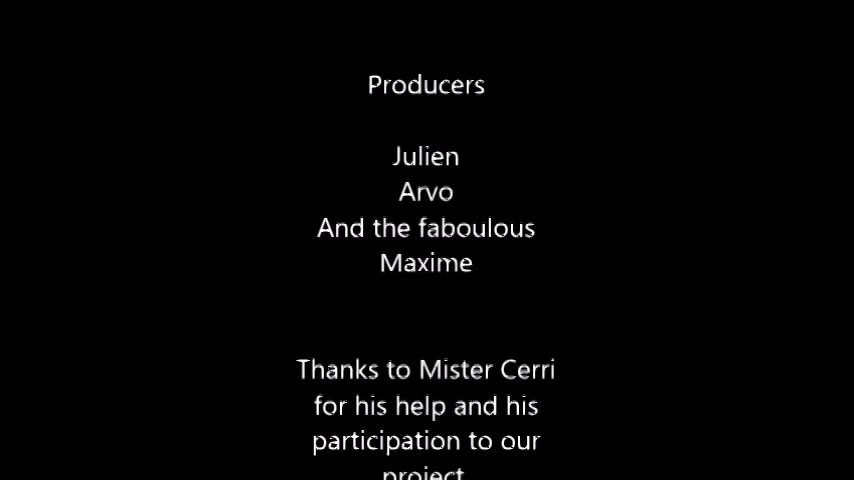 Producers
Julien
Arvo
And the faboulous
Maxime
Thanks to Mister Cerri
for his help and his
participation to our
project